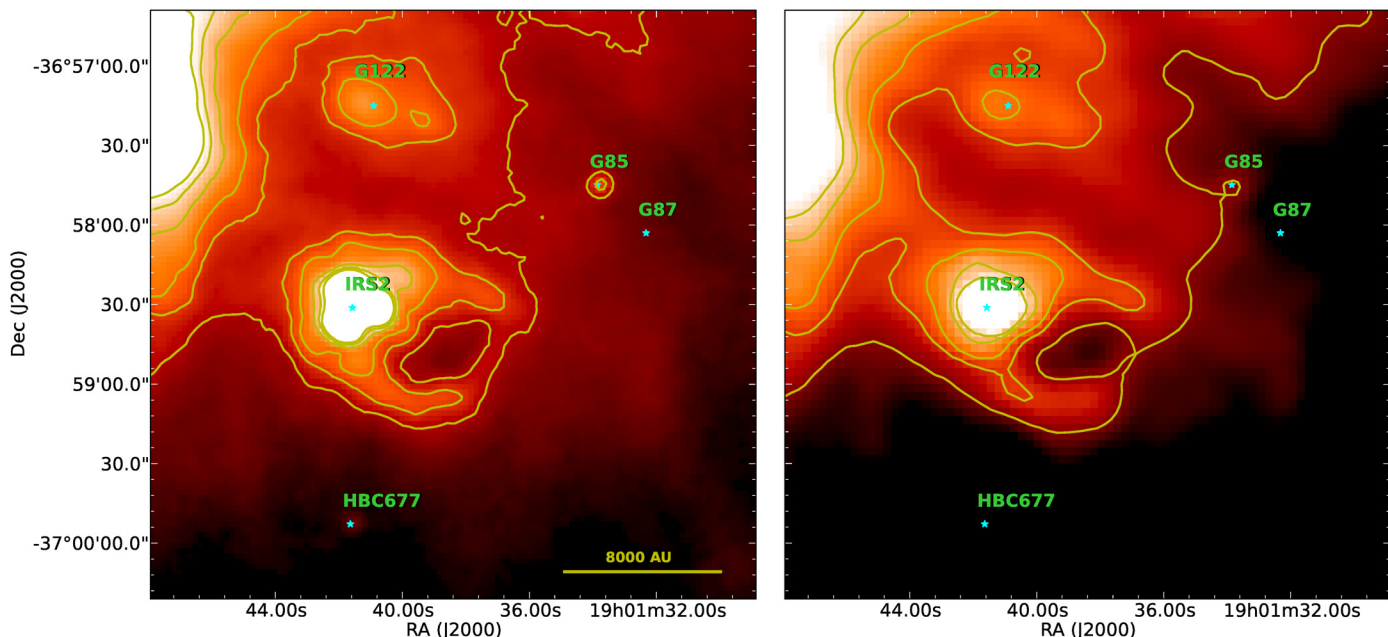 -36°57'00.0"
30.0"
58'00.0"
30.0"
59'00.0"
30.0"
-37°00'00.0"
Dec (J2000)
G122
G85
G87
IRS2
HBC677
8000 AU
44.00s
40.00s
36.00s
19h01m32.00s
RA (J2000)
G122
G85
G87
IRS2
HBC677
44.00s
40.00s
36.00s
19h01m32.00s
RA (J2000)